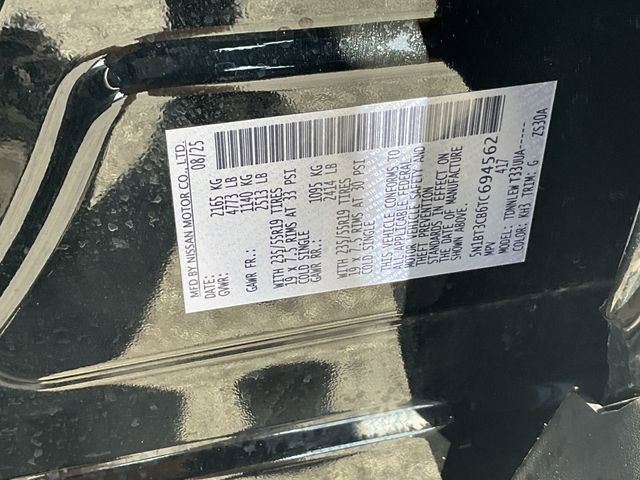 MFD BY NISSAN MOTOR CO., LTD.
DATE: 08/25
GVWR: 2165 KG
4773 LB
GAWR FR.: 1140 KG
2513 LB
WITH 235/55R19 TIRES
19 x 7.5 RIMS AT 33 PSI
COLD SINGLE
GAWR RR.: 1095 KG
2414 LB
WITH 235/55R19 TIRES
19 x 7.5 RIMS AT 30 PSI
COLD SINGLE
THIS VEHICLE CONFORMS TO
ALL APPLICABLE FEDERAL
MOTOR VEHICLE SAFETY AND
THEFT PREVENTION
STANDARDS IN EFFECT ON
THE DATE OF MANUFACTURE
SHOWN ABOVE.
5N1BT3CB6TC694562
MPV 417
MODEL: TDNNLEW T33UUA-----
COLOR: KH3 TRIM: G ZS30A